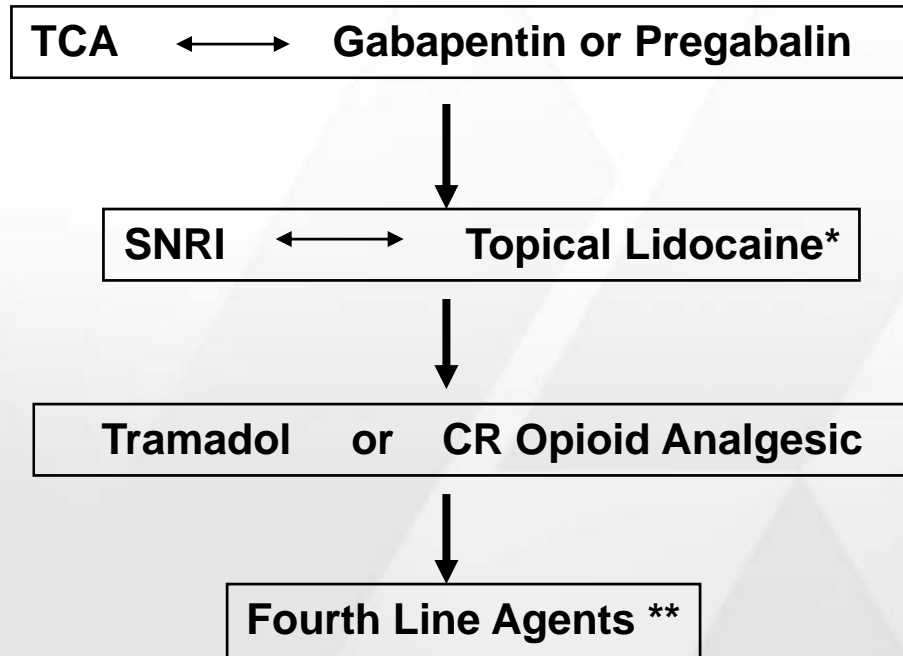 TCA Gabapentin or Pregabalin
SNRI Topical Lidocaine*
Tramadol or CR Opioid Analgesic
Fourth Line Agents **